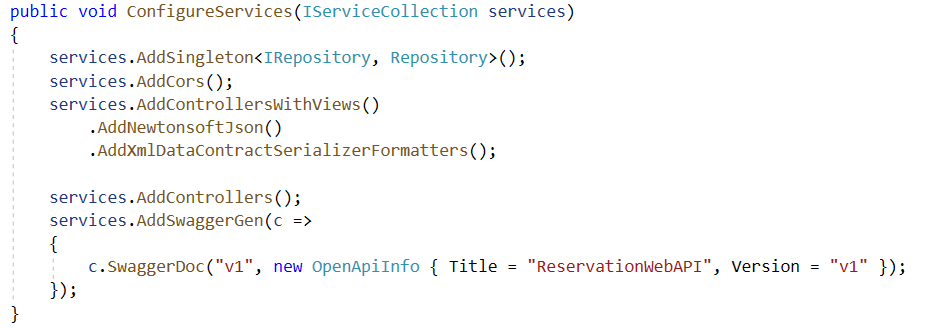 public void ConfigureServices(IServiceCollection services)
{
    services.AddSingleton<IRepository, Repository>();
    services.AddCors();
    services.AddControllersWithViews()
        .AddNewtonsoftJson()
        .AddXmlDataContractSerializerFormatters();

    services.AddControllers();
    services.AddSwaggerGen(c =>
    {
        c.SwaggerDoc("v1", new OpenApiInfo { Title = "ReservationWebAPI", Version = "v1" });
    });
}